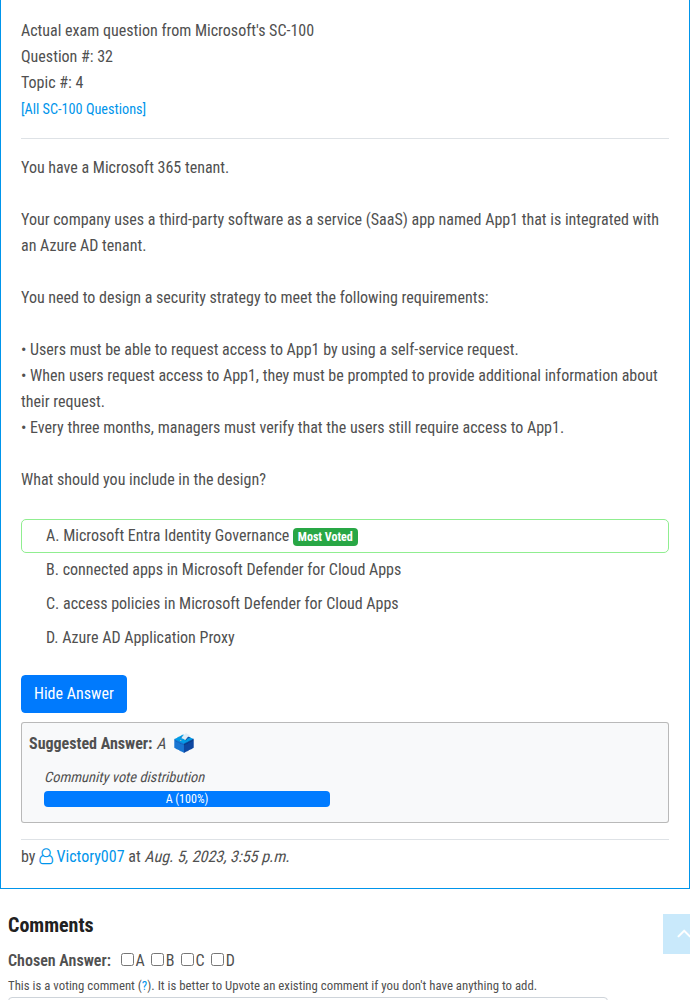 Actual exam question from Microsoft's SC-100
Question #: 32
Topic #: 4
[All SC-100 Questions]
You have a Microsoft 365 tenant.
Your company uses a third-party software as a service (SaaS) app named App1 that is integrated with
an Azure AD tenant.
You need to design a security strategy to meet the following requirements:
• Users must be able to request access to App1 by using a self-service request.
• When users request access to App1, they must be prompted to provide additional information about
their request.
• Every three months, managers must verify that the users still require access to App1.
What should you include in the design?
A. Microsoft Entra Identity Governance Most Voted
B. connected apps in Microsoft Defender for Cloud Apps
C. access policies in Microsoft Defender for Cloud Apps
D. Azure AD Application Proxy
Hide Answer
Suggested Answer: A
Community vote distribution
A (100%)
by Victory007 at Aug. 5, 2023, 3:55 p.m.
Comments
Chosen Answer: A B C D
This is a voting comment (?). It is better to Upvote an existing comment if you don't have anything to add.